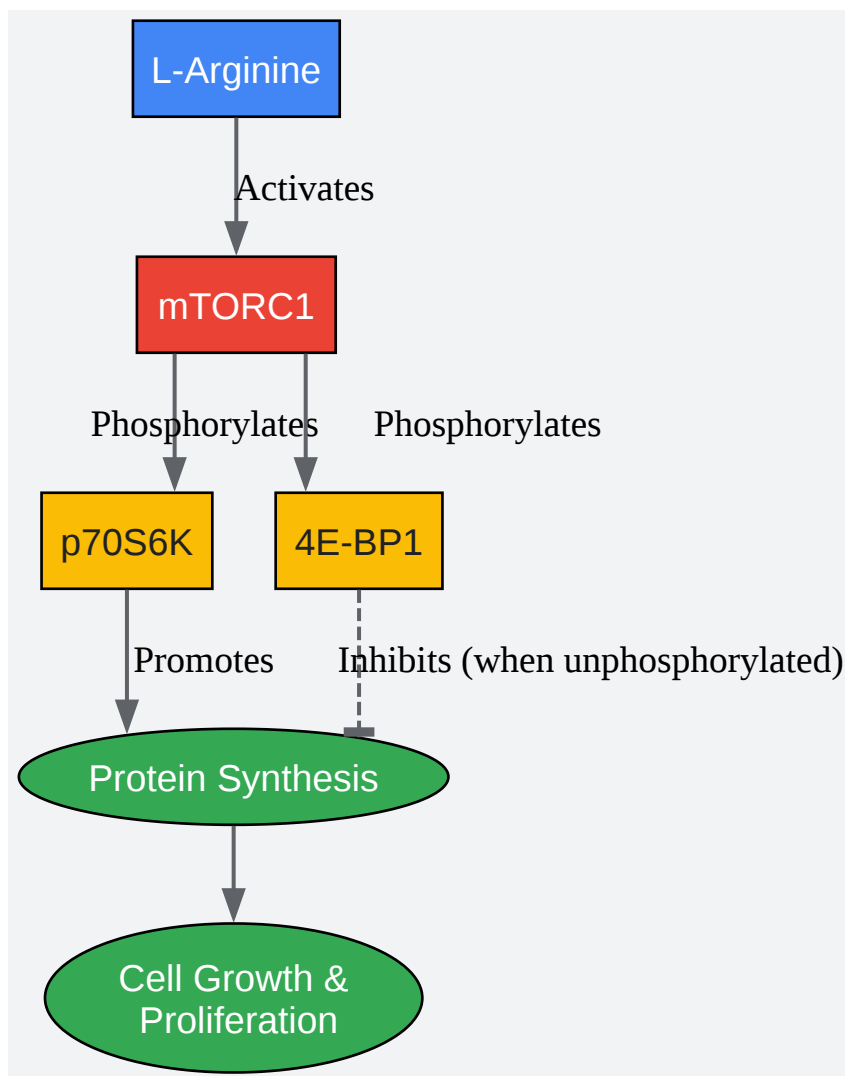 L-Arginine
Activates
mTORC1
Phosphorylates
Phosphorylates
p70S6K
4E-BP1
Promotes
Inhibits (when unphosphorylated)
Protein Synthesis
Cell Growth &
Proliferation